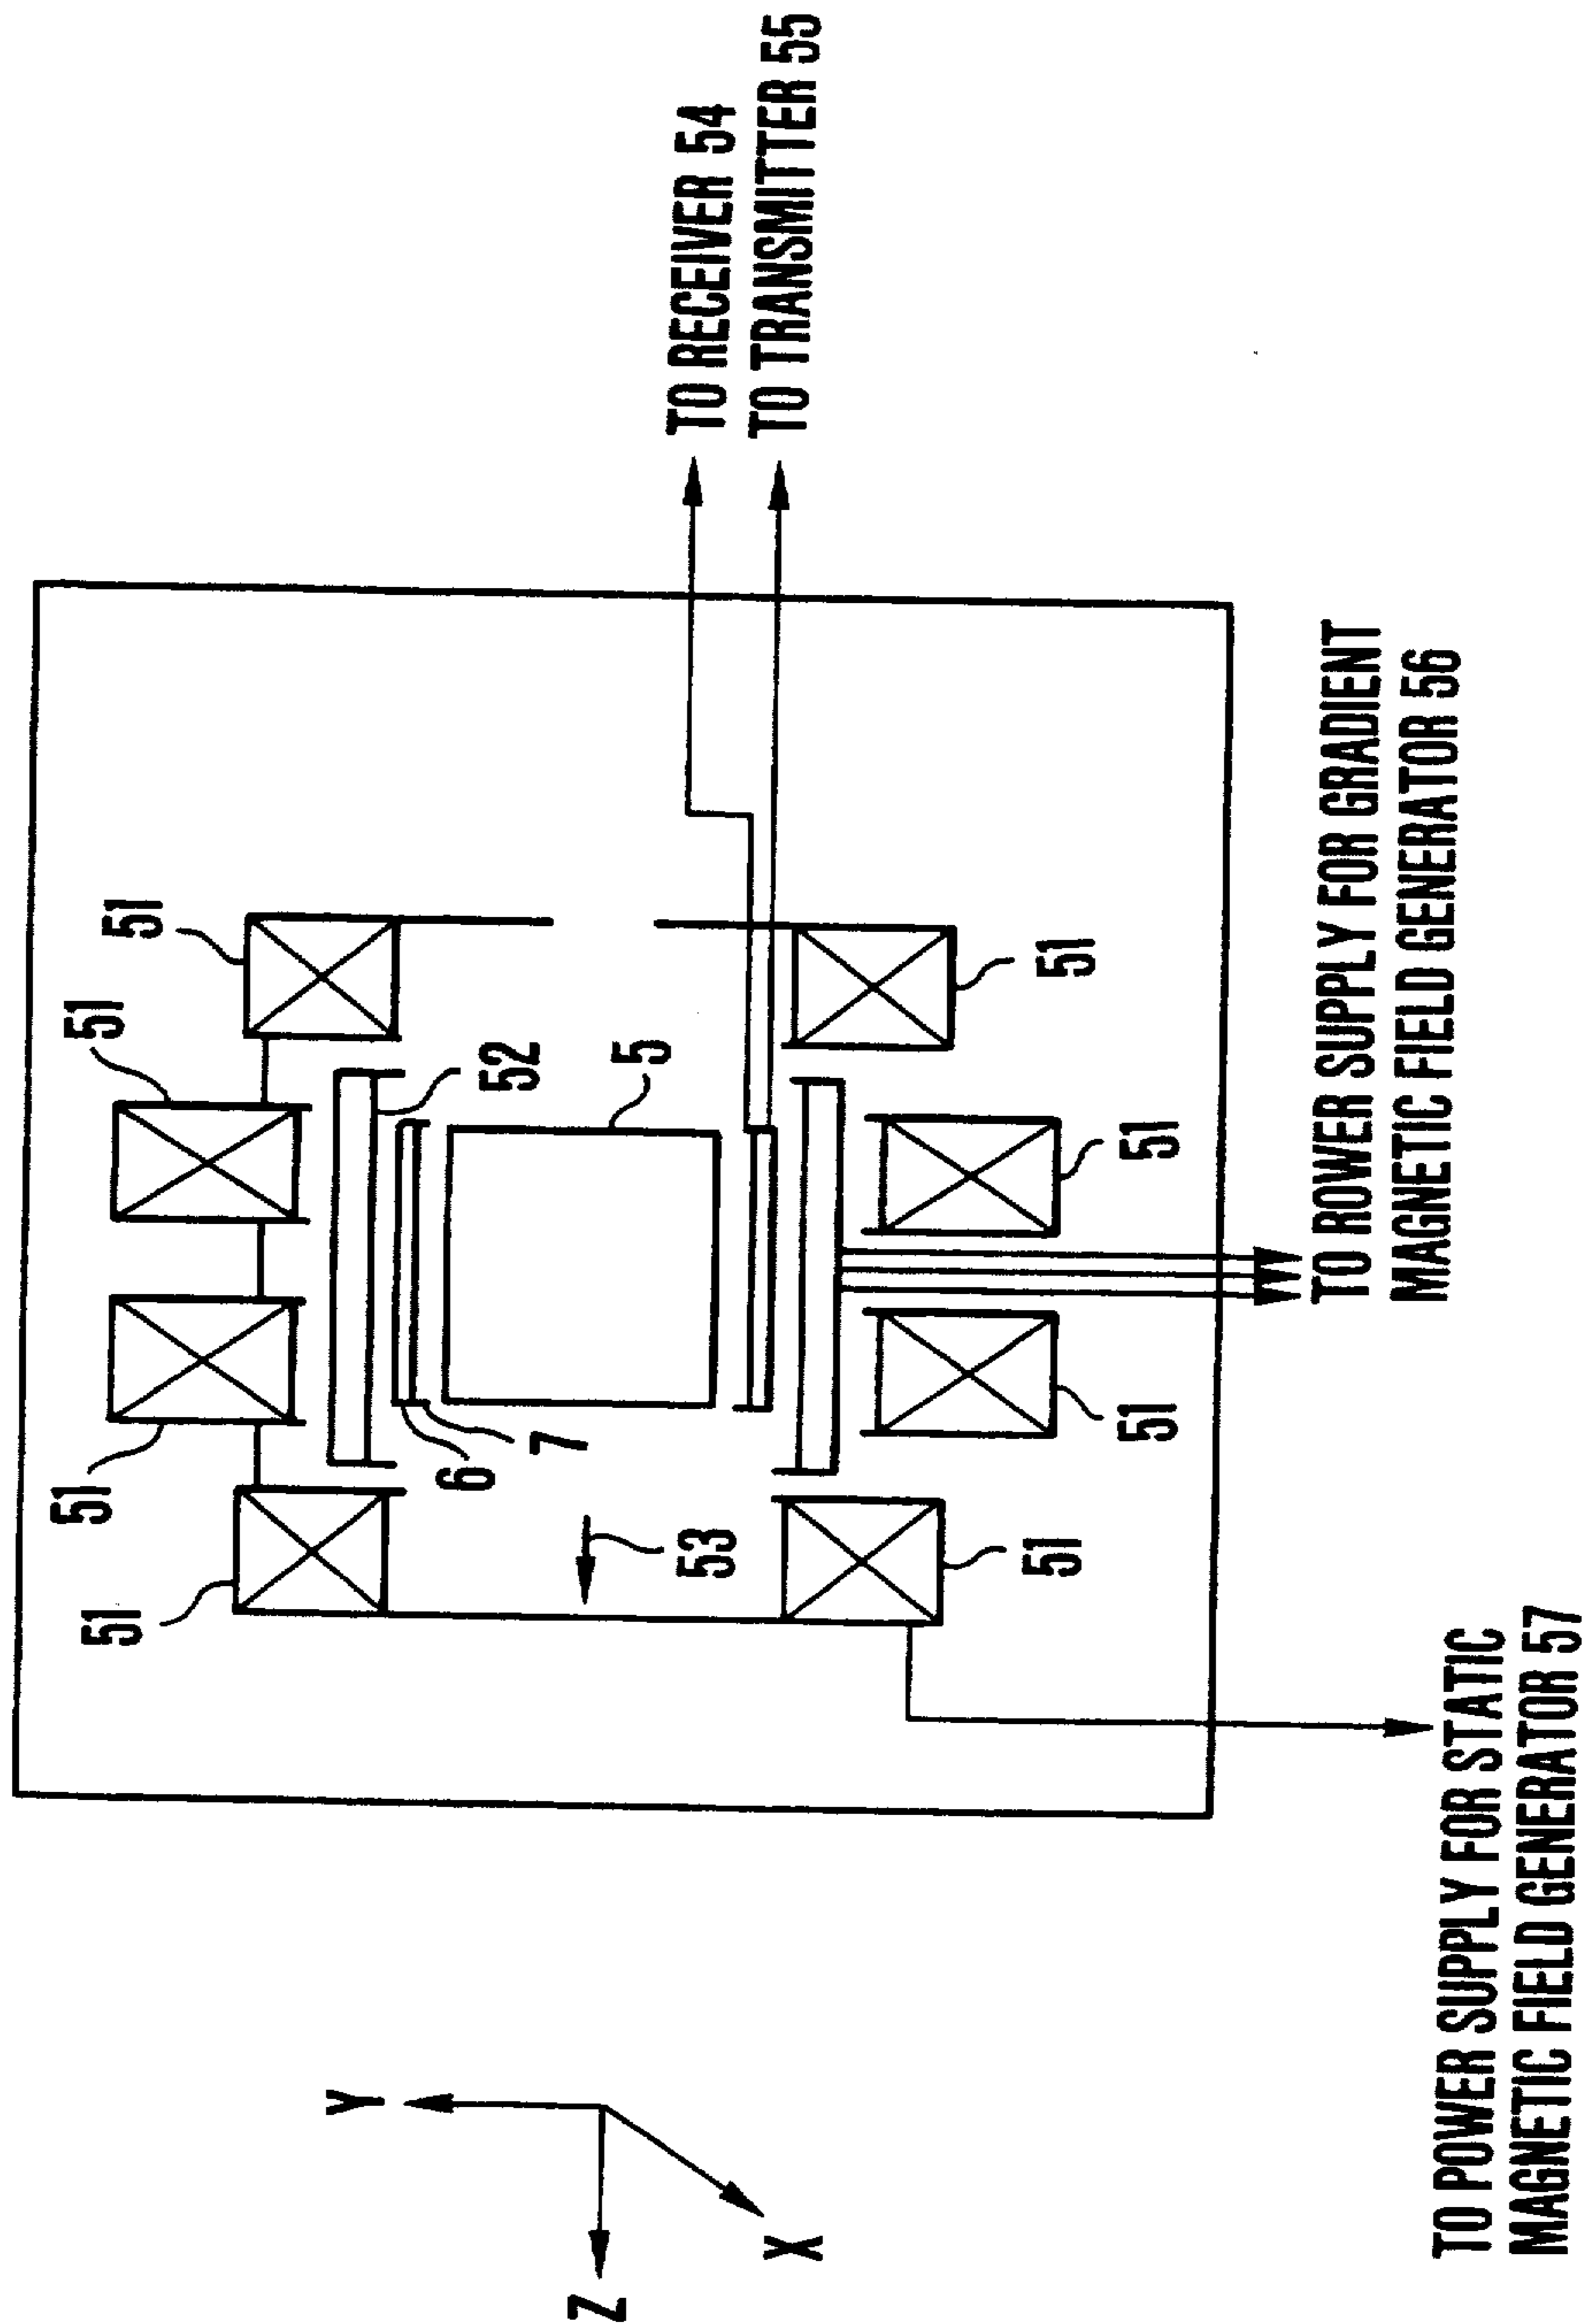 51
51
51
51
52
5
6
7
53
51
51
51
51
TO RECEIVER 54
TO TRANSMITTER 55
TO ROWER SUPPLY FOR GRADIENT
MAGNETIC FIELD GENERATOR 56
TO POWER SUPPLY FOR STATIC
MAGNETIC FIELD GENERATOR 57
Y
Z
X